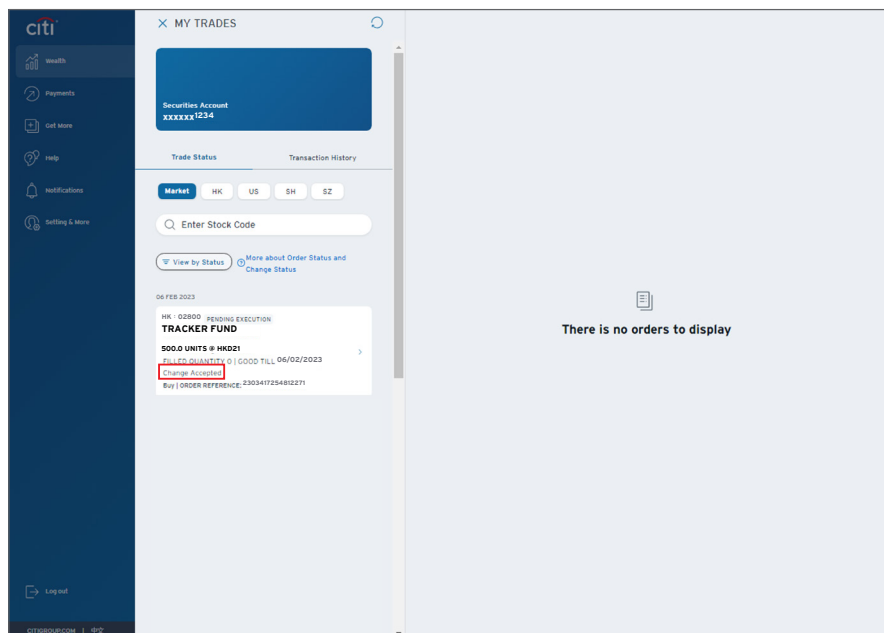 citi
Wealth
Payments
Get More
Help
Notifications
Setting & More
Log out
CITIGROUP.COM | 中文
MY TRADES
Securities Account
xxxxxx1234
Trade Status
Transaction History
Market HK US SH SZ
Enter Stock Code
View by Status
More about Order Status and
Change Status
06 FEB 2023
HK : 02800 PENDING EXECUTION
TRACKER FUND
500.0 UNITS @ HKD21
FILLED QUANTITY 0 | GOOD TILL 06/02/2023
Change Accepted
Buy | ORDER REFERENCE: 2303417254812271
There is no orders to display